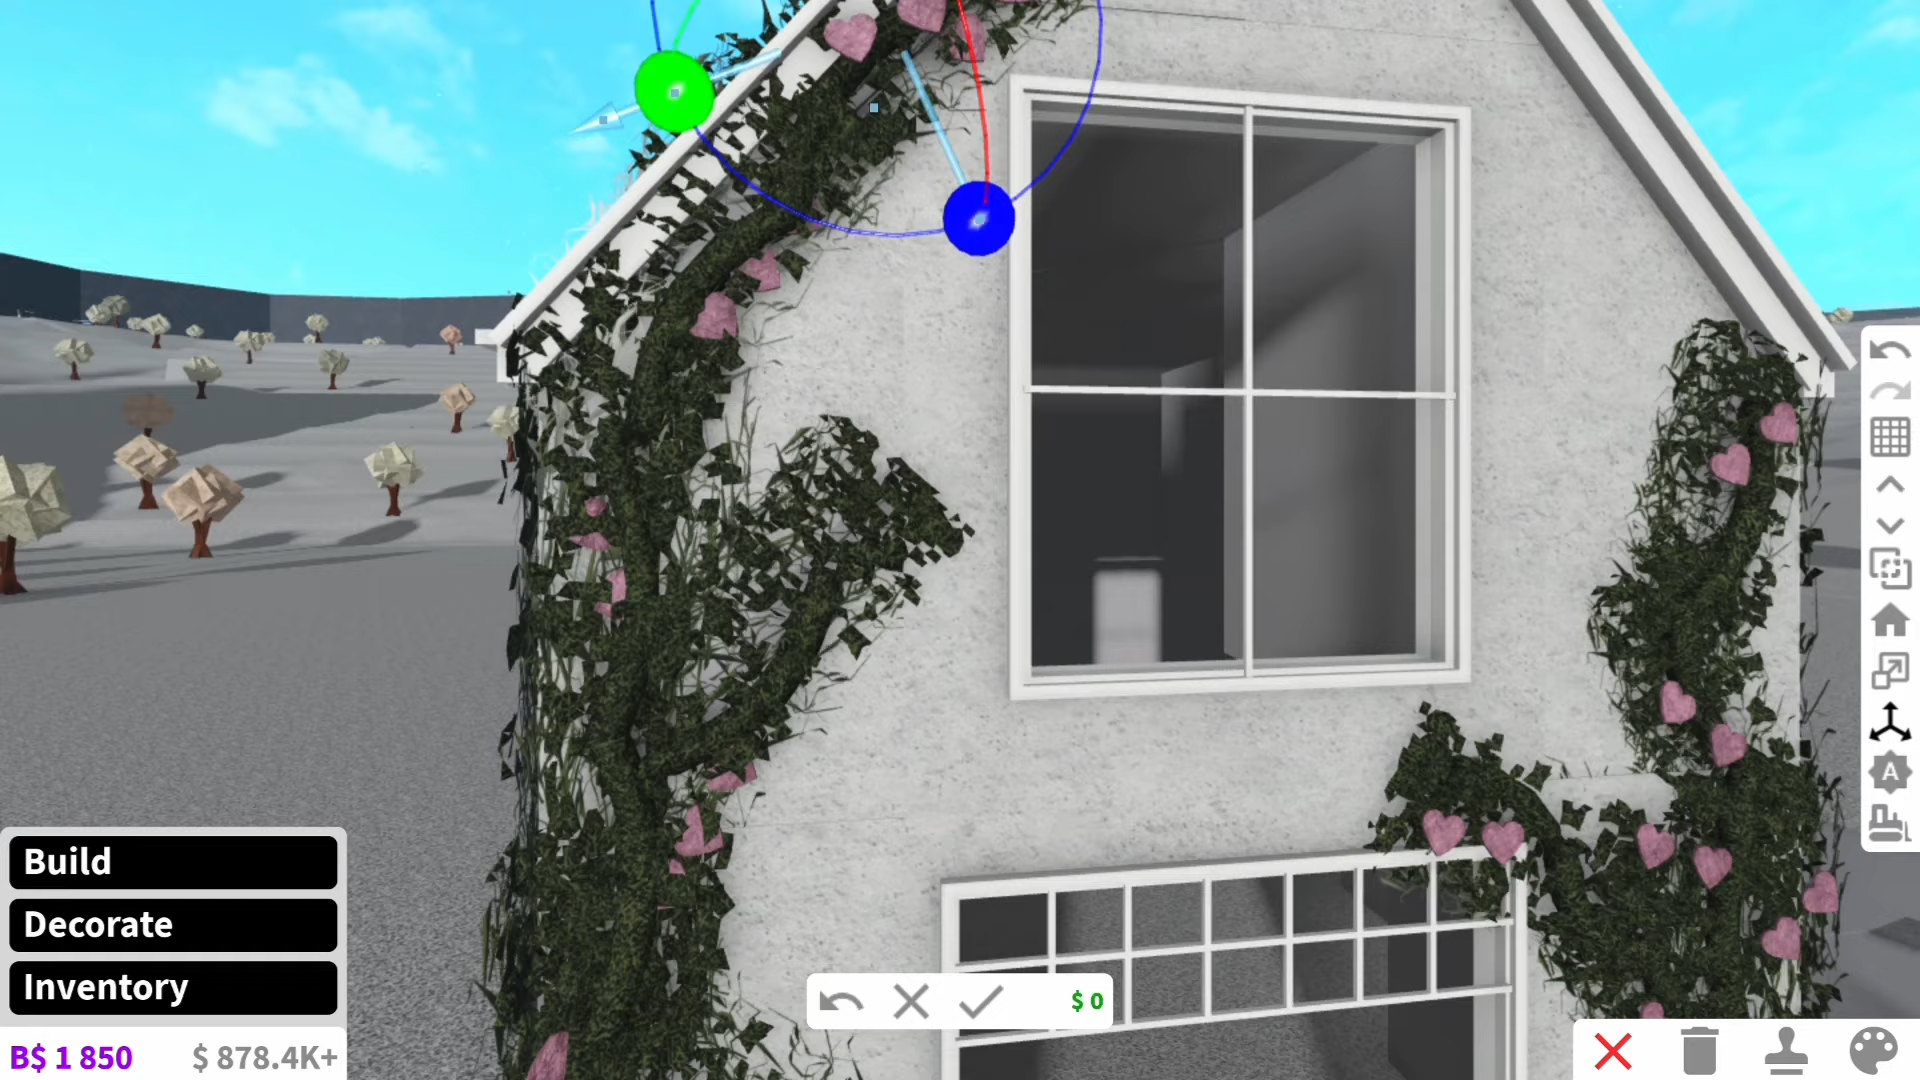 Build
Decorate
Inventory
B$ 1 850
$ 878.4K+
$ 0
A